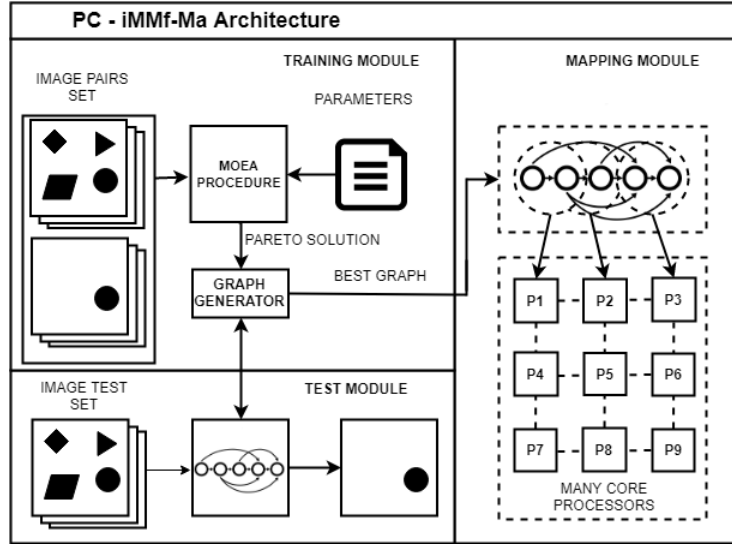 PC - iMMf-Ma Architecture
TRAINING MODULE
IMAGE PAIRS
SET
PARAMETERS
MOEA
PROCEDURE
PARETO SOLUTION
GRAPH
GENERATOR
BEST GRAPH
TEST MODULE
IMAGE TEST
SET
MAPPING MODULE
P1
P2
P3
P4
P5
P6
P7
P8
P9
MANY CORE
PROCESSORS